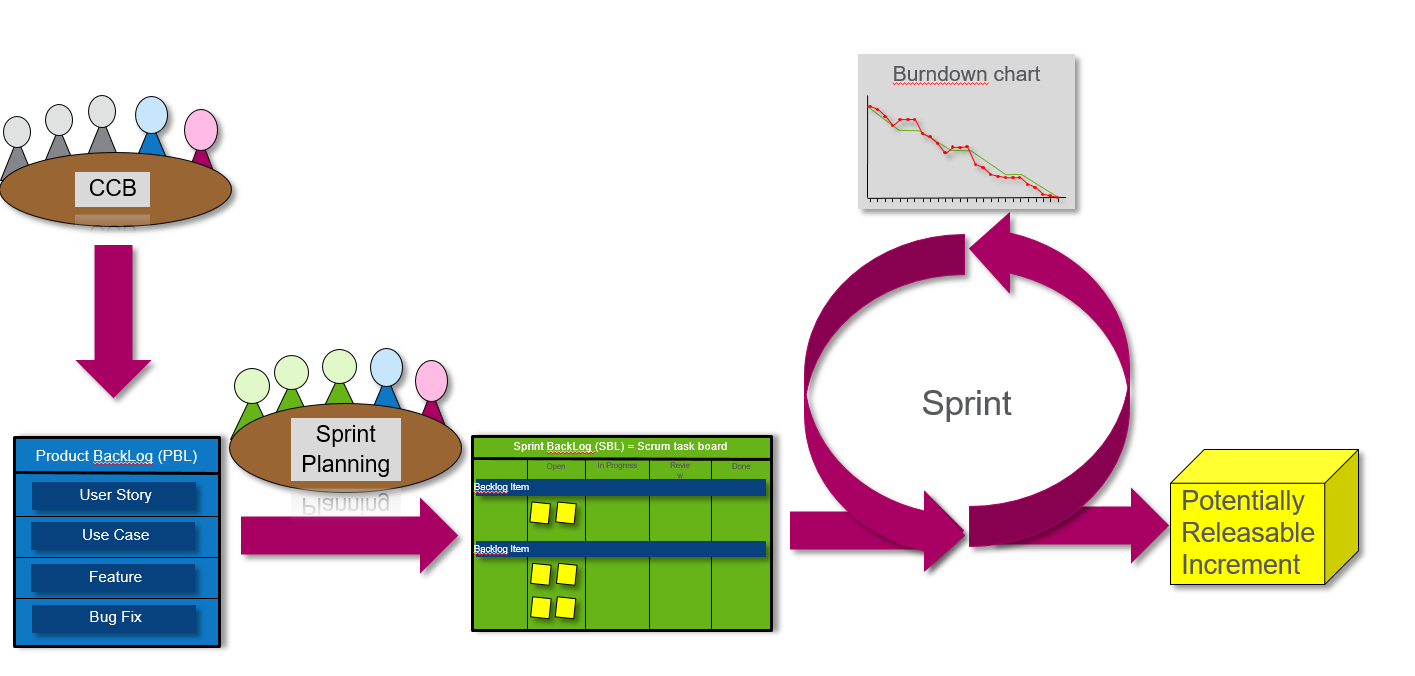 Burndown chart
CCB
Sprint
Planning
Product BackLog (PBL)
User Story
Use Case
Feature
Bug Fix
Sprint BackLog (SBL) = Scrum task board
Open
In Progress
Revie
w
Done
Backlog Item
Backlog Item
Sprint
Potentially
Releasable
Increment